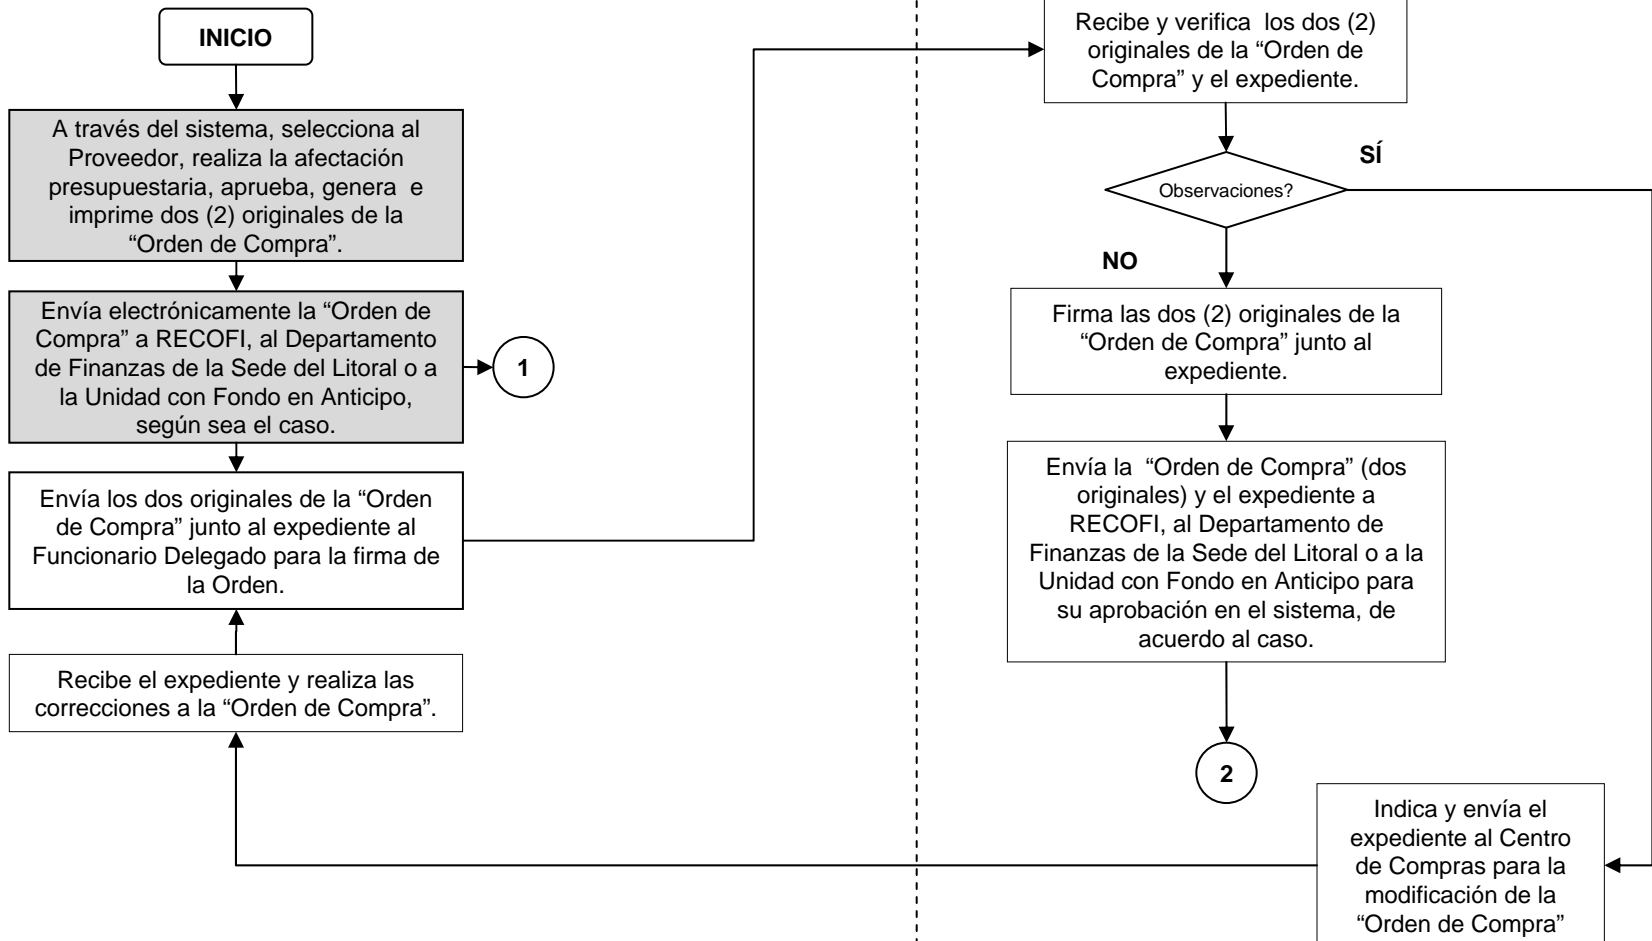 INICIO
A través del sistema, selecciona al
Proveedor, realiza la afectación
presupuestaria, aprueba, genera e
imprime dos (2) originales de la
“Orden de Compra”.
Envía electrónicamente la “Orden de
Compra” a RECOFI, al Departamento
de Finanzas de la Sede del Litoral o a
la Unidad con Fondo en Anticipo,
según sea el caso.
1
Envía los dos originales de la “Orden
de Compra” junto al expediente al
Funcionario Delegado para la firma de
la Orden.
Recibe el expediente y realiza las
correcciones a la “Orden de Compra”.
Recibe y verifica los dos (2)
originales de la “Orden de
Compra” y el expediente.
Observaciones?
SÍ
NO
Firma las dos (2) originales de la
“Orden de Compra” junto al
expediente.
Envía la “Orden de Compra” (dos
originales) y el expediente a
RECOFI, al Departamento de
Finanzas de la Sede del Litoral o a la
Unidad con Fondo en Anticipo para
su aprobación en el sistema, de
acuerdo al caso.
2
Indica y envía el
expediente al Centro
de Compras para la
modificación de la
“Orden de Compra”